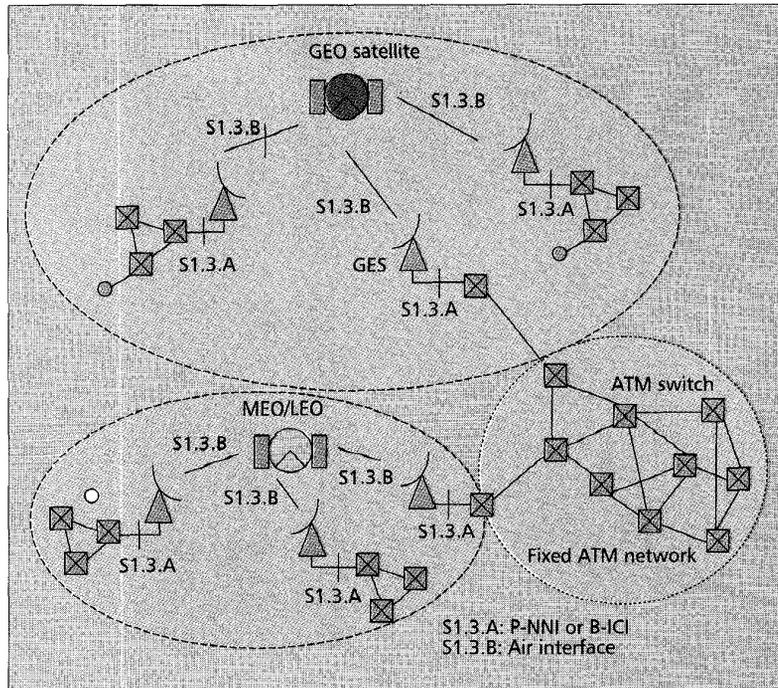 GEO satellite
S1.3.B
S1.3.B
S1.3.B
S1.3.A
S1.3.A
GES
S1.3.A
ATM switch
MEO/LEO
S1.3.B
S1.3.B
S1.3.B
S1.3.A
S1.3.A
S1.3.A
Fixed ATM network
S1.3.A: P-NNI or B-ICI
S1.3.B: Air interface